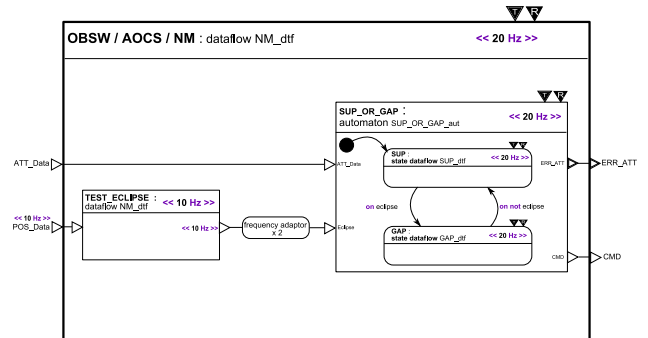 T R
OBSW / AOCS / NM : dataflow NM_dtf << 20 Hz >>
T R
SUP_OR_GAP :
automaton SUP_OR_GAP_aut << 20 Hz >>
SUP :
state dataflow SUP_dtf << 20 Hz >>
ATT_Data ATT_Data ERR_ATT ERR_ATT
TEST_ECLIPSE :
dataflow NM_dtf << 10 Hz >>
on eclipse on not eclipse
<< 10 Hz >>
POS_Data << 10 Hz >> frequency adaptor
x 2
Eclipse
GAP :
state dataflow GAP_dtf << 20 Hz >>
CMD CMD